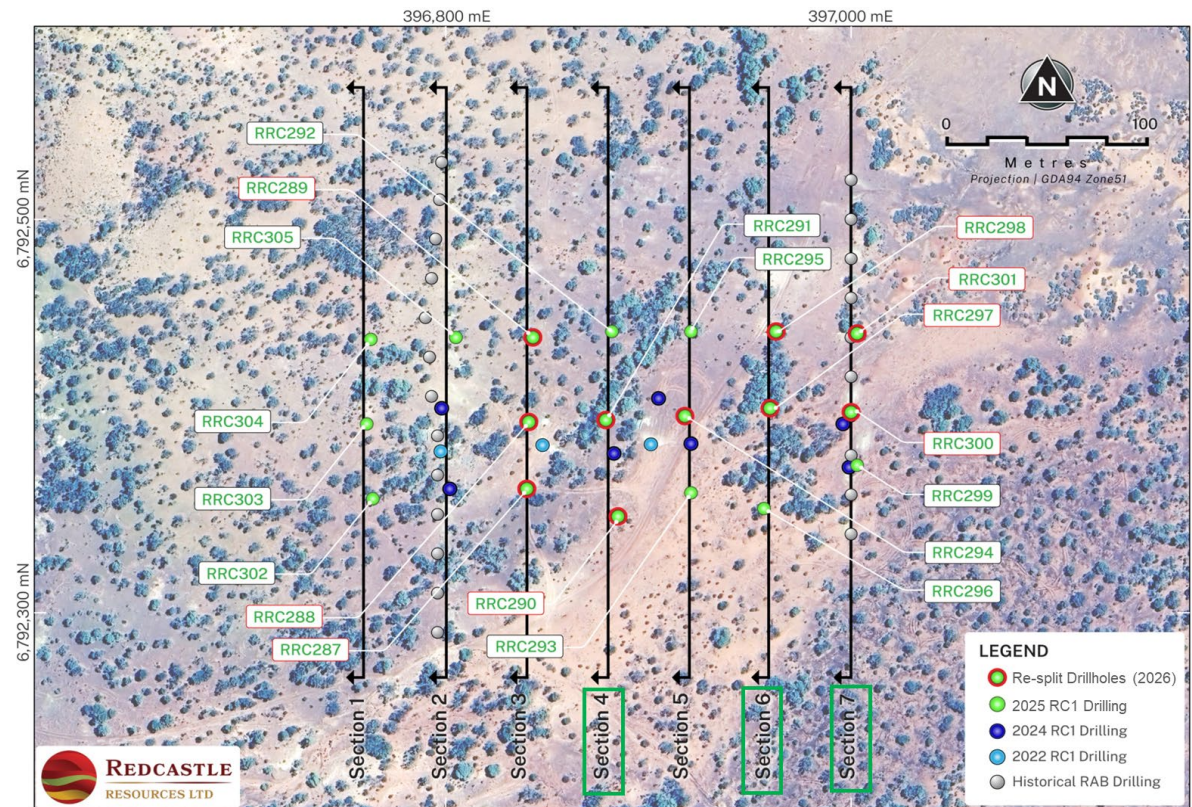 396,800 mE
397,000 mE
N
0
100
Metres
Projection | GDA94 Zone51
6,792,500 mN
6,792,300 mN
RRC292
RRC289
RRC305
RRC291
RRC295
RRC298
RRC301
RRC297
RRC304
RRC303
RRC302
RRC288
RRC287
RRC290
RRC293
RRC300
RRC299
RRC294
RRC296
Section 1
Section 2
Section 3
Section 4
Section 5
Section 6
Section 7
LEGEND
Re-split Drillholes (2026)
2025 RC1 Drilling
2024 RC1 Drilling
2022 RC1 Drilling
Historical RAB Drilling
REDCASTLE
RESOURCES LTD